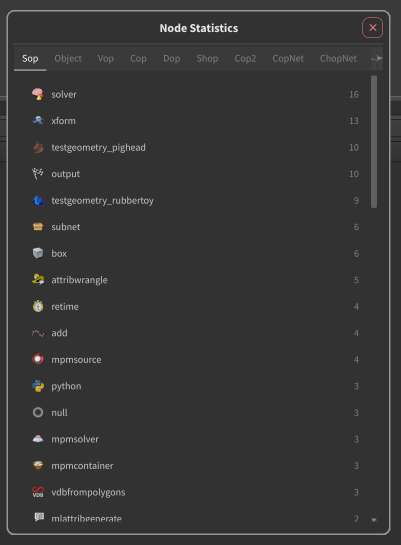 Node Statistics
Sop Object Vop Cop Dop Shop Cop2 CopNet ChopNet
solver 16
xform 13
testgeometry_pighead 10
output 10
testgeometry_rubbertoy 9
subnet 6
box 6
attribwrangle 5
retime 4
add 4
mpmsource 4
python 3
null 3
mpmsolver 3
mpmcontainer 3
VDB vdbfrompolygons 3
mlattribgenerate 2